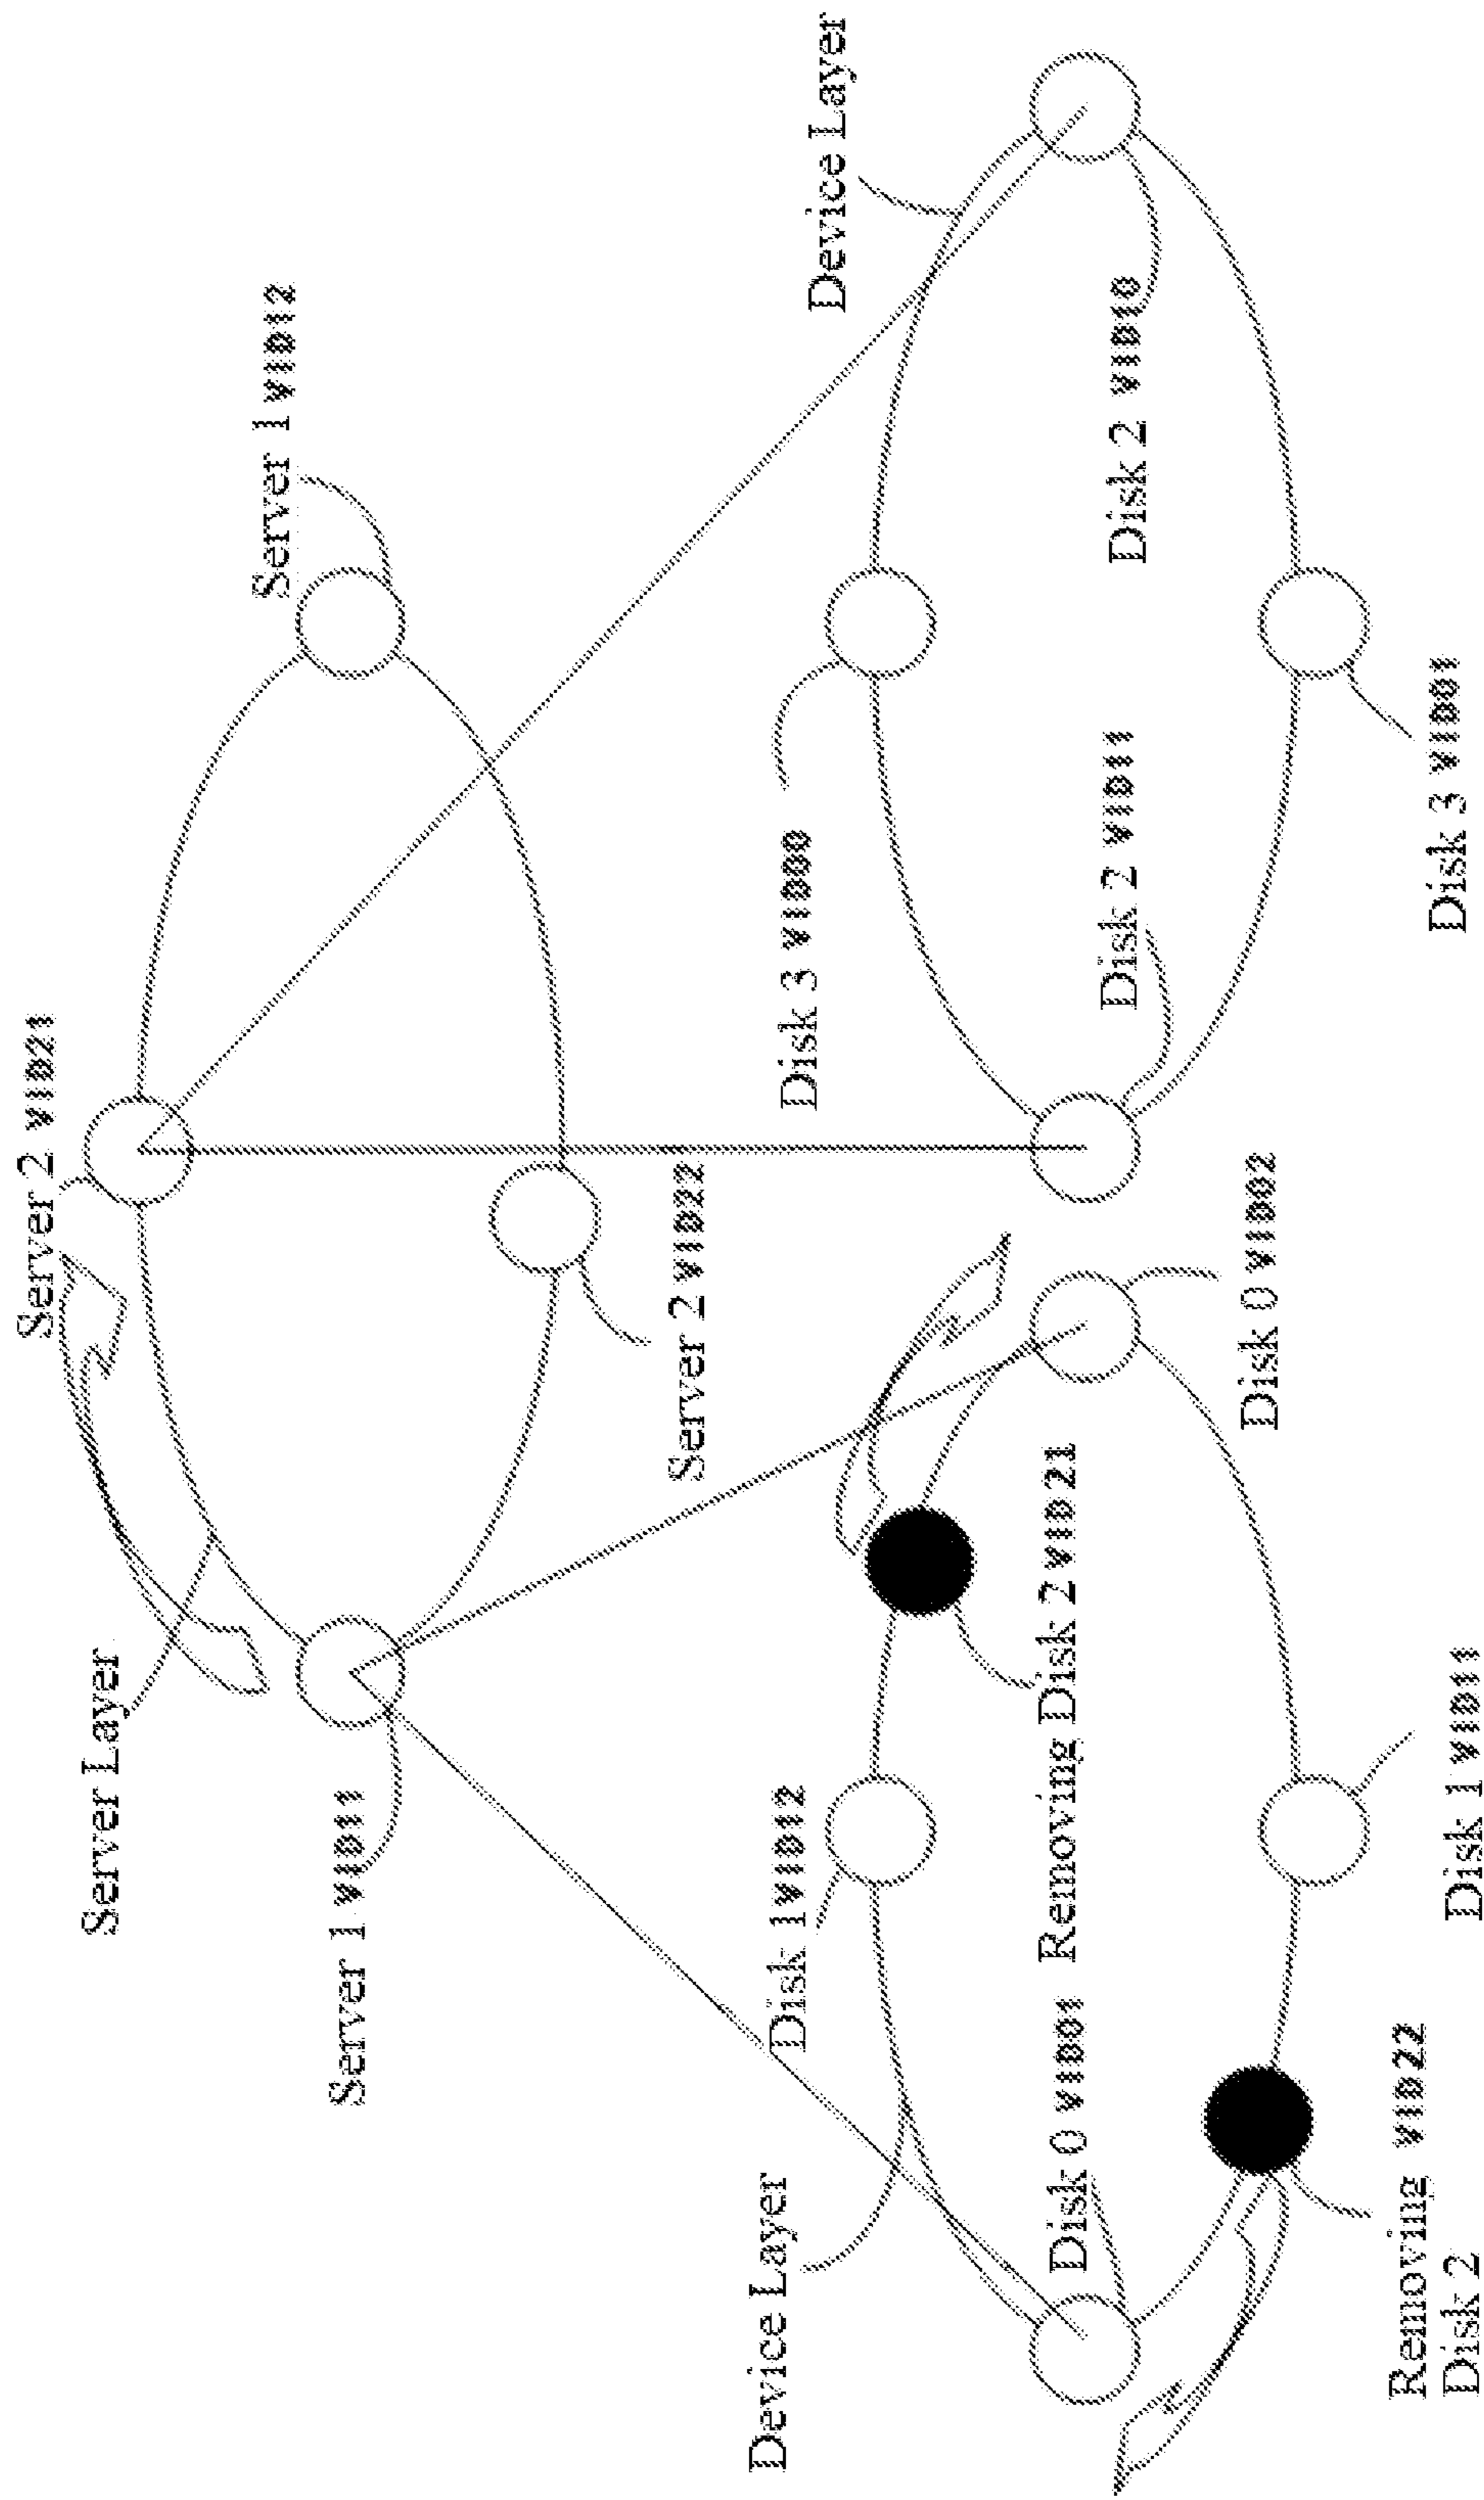 Server 2 VID21
Server Layer
Server 1 VID11
Server 1 VID12
Server 2 VID22
Device Layer
Disk 1 VID12
Disk 3 VID00
Device Layer
Disk 0 VID01
Removing Disk 2 VID21
Disk 2 VID11
Disk 2 VID10
Disk 0 VID02
Removing VID22
Disk 2
Disk 1 VID11
Disk 3 VID01